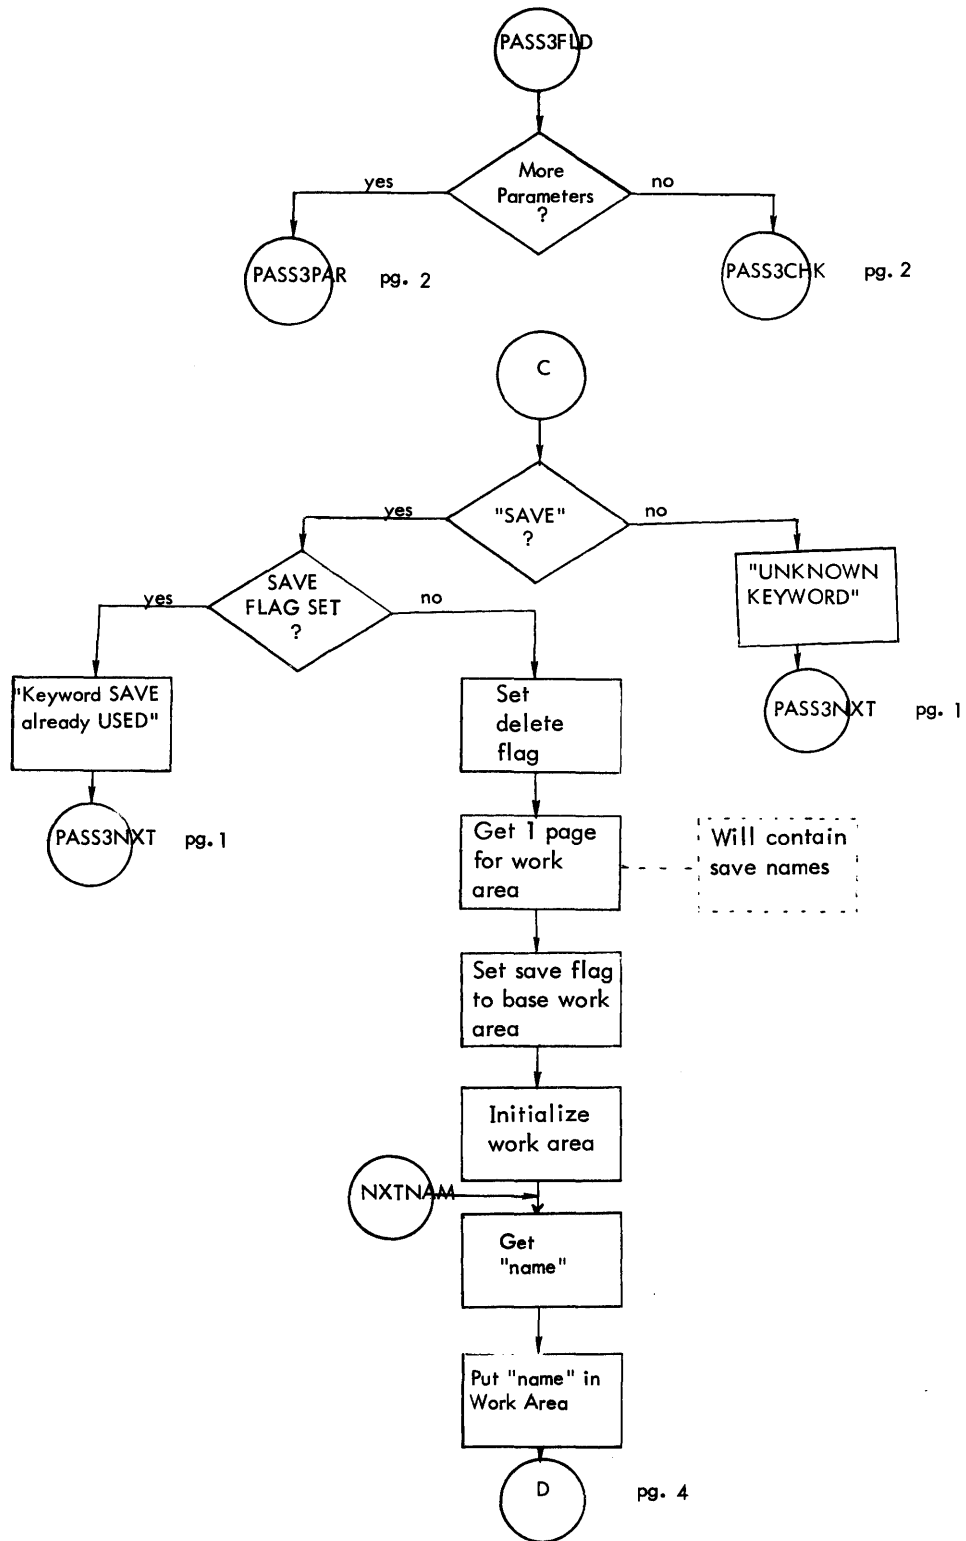 PASS3FLD
More
Parameters
?
yes
no
PASS3PAR
pg. 2
PASS3CHK
pg. 2
C
"SAVE"
?
yes
no
SAVE
FLAG SET
?
yes
no
"UNKNOWN
KEYWORD"
PASS3NXT
pg. 1
"Keyword SAVE
already USED"
PASS3NXT
pg. 1
Set
delete
flag
Get 1 page
for work
area
Will contain
save names
Set save flag
to base work
area
Initialize
work area
NXTNAM
Get
"name"
Put "name" in
Work Area
D
pg. 4